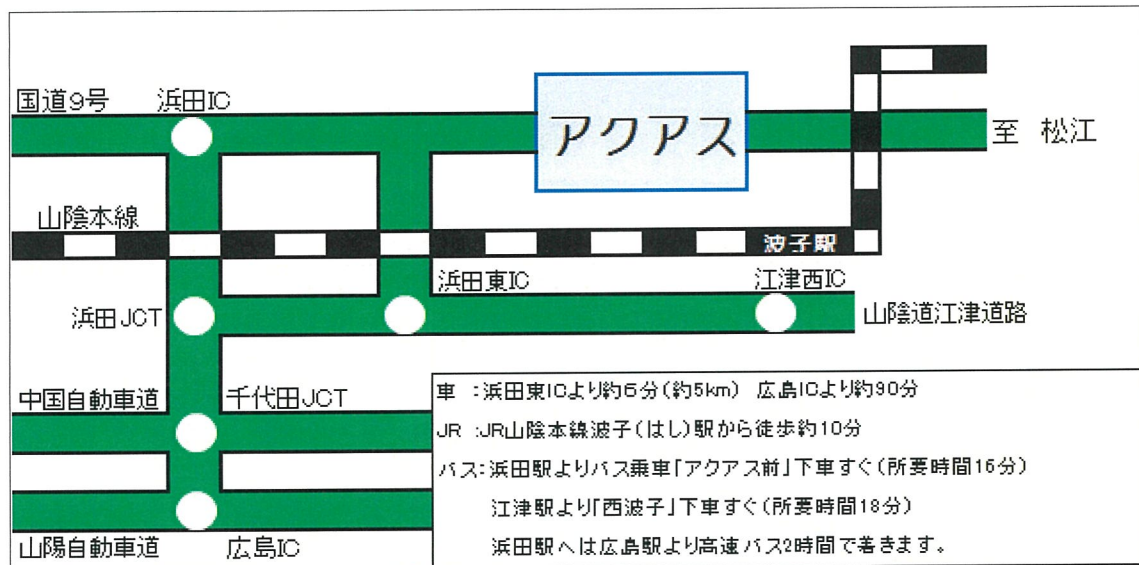 国道9号
浜田IC
アクアス
至 松江
山陰本線
波子駅
浜田東IC
江津西IC
浜田JCT
山陰道江津道路
中国自動車道
千代田JCT
山陽自動車道
広島IC
車 :浜田東ICより約6分(約5km) 広島ICより約90分
JR :JR山陰本線波子(はし)駅から徒歩約10分
バス:浜田駅よりバス乗車「アクアス前」下車すぐ(所要時間16分)
江津駅より「西波子」下車すぐ(所要時間18分)
浜田駅へは広島駅より高速バス2時間で着きます。